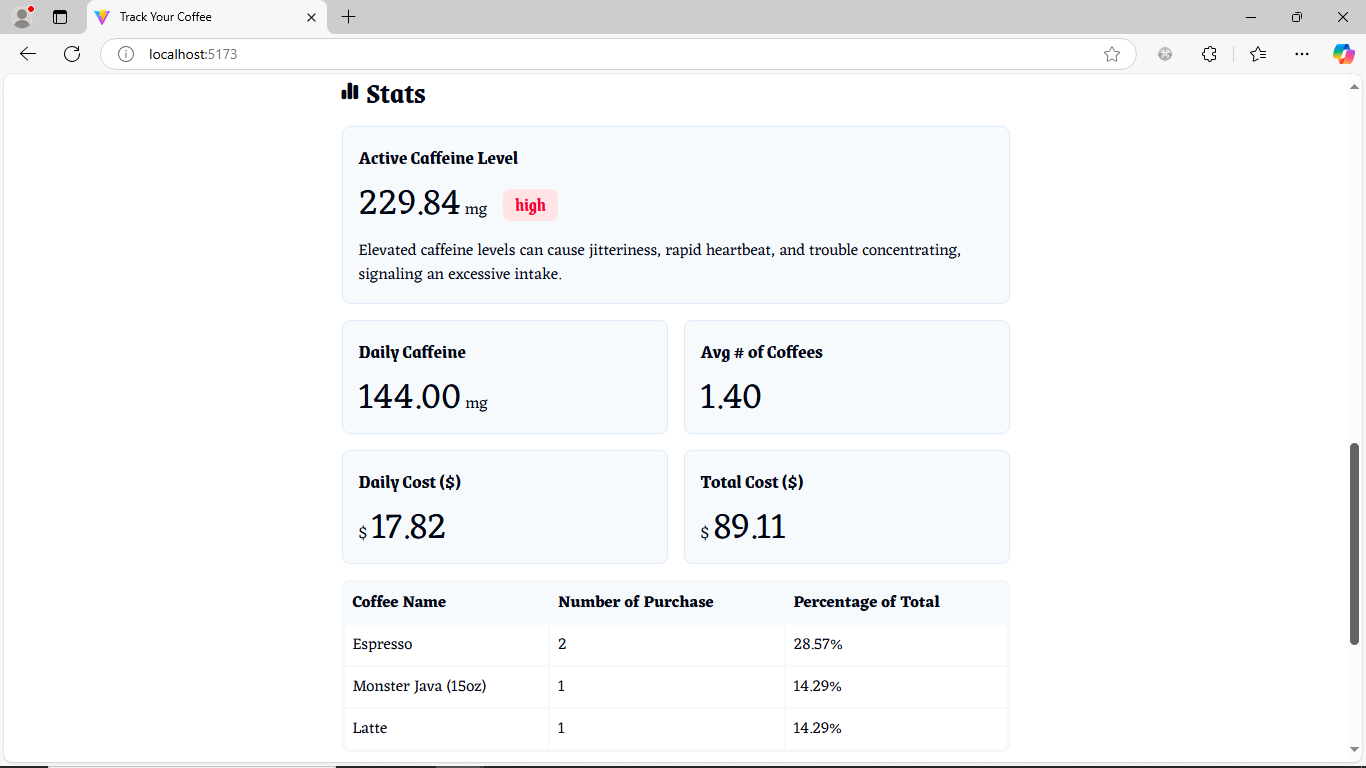 Track Your Coffee
localhost:5173
Stats
Active Caffeine Level
229.84 mg high
Elevated caffeine levels can cause jitteriness, rapid heartbeat, and trouble concentrating,
signaling an excessive intake.
Daily Caffeine
144.00 mg
Avg # of Coffees
1.40
Daily Cost ($)
$ 17.82
Total Cost ($)
$ 89.11
Coffee Name Number of Purchase Percentage of Total
Espresso 2 28.57%
Monster Java (15oz) 1 14.29%
Latte 1 14.29%